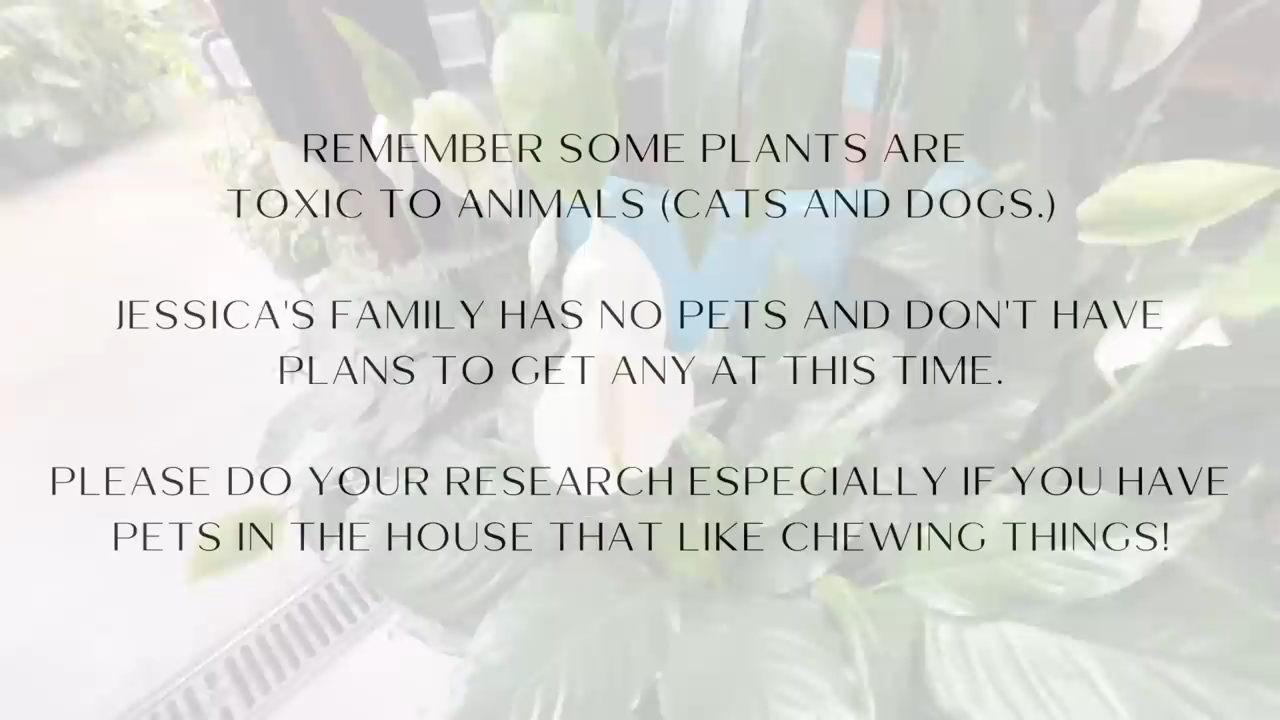 REMEMBER SOME PLANTS ARE
TOXIC TO ANIMALS (CATS AND DOGS.)
JESSICA'S FAMILY HAS NO PETS AND DON'T HAVE
PLANS TO GET ANY AT THIS TIME.
PLEASE DO YOUR RESEARCH ESPECIALLY IF YOU HAVE
PETS IN THE HOUSE THAT LIKE CHEWING THINGS!